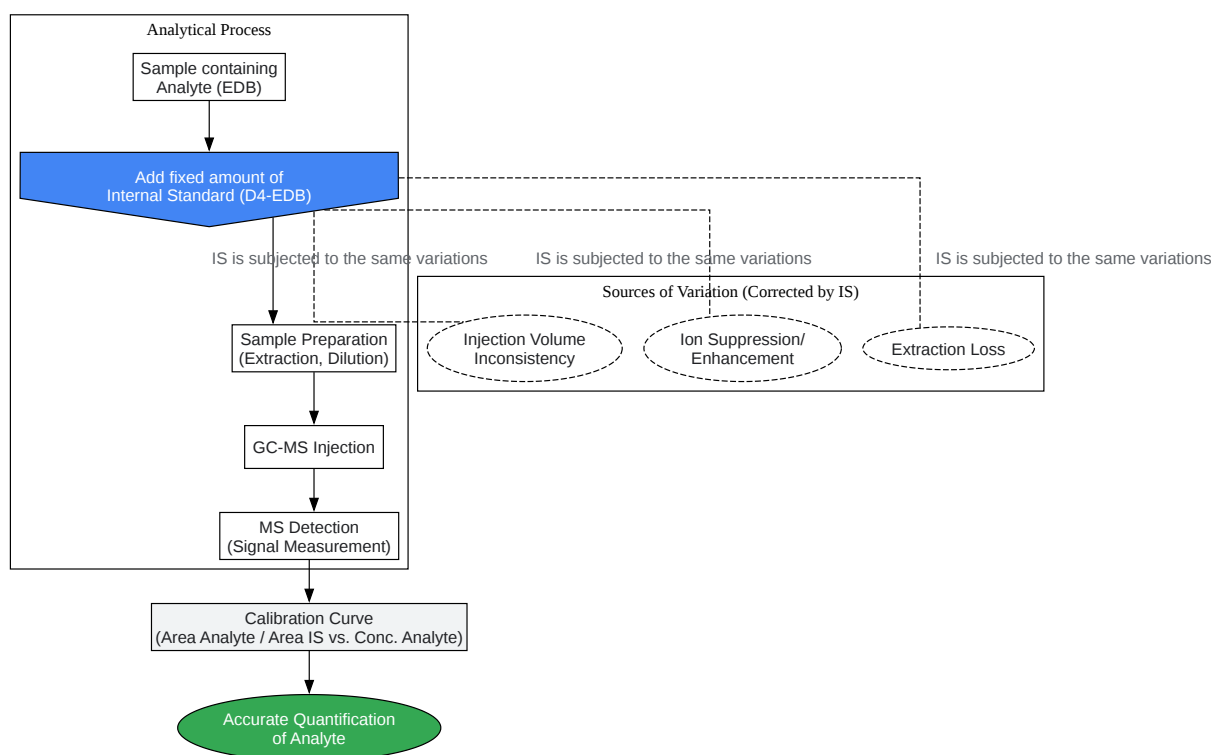 Analytical Process
Sample containing
Analyte (EDB)
Add fixed amount of
Internal Standard (D4-EDB)
IS is subjected to the same variations
IS is subjected to the same variations
IS is subjected to the same variations
Sources of Variation (Corrected by IS)
Injection Volume
Inconsistency
Ion Suppression/
Enhancement
Extraction Loss
Sample Preparation
(Extraction, Dilution)
GC-MS Injection
MS Detection
(Signal Measurement)
Calibration Curve
(Area Analyte / Area IS vs. Conc. Analyte)
Accurate Quantification
of Analyte